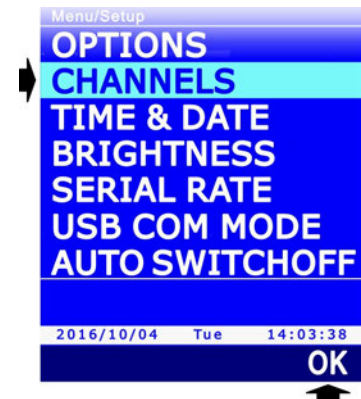 Menu/Setup
OPTIONS
CHANNELS
TIME & DATE
BRIGHTNESS
SERIAL RATE
USB COM MODE
AUTO SWITCHOFF
2016/10/04 Tue 14:03:38
OK